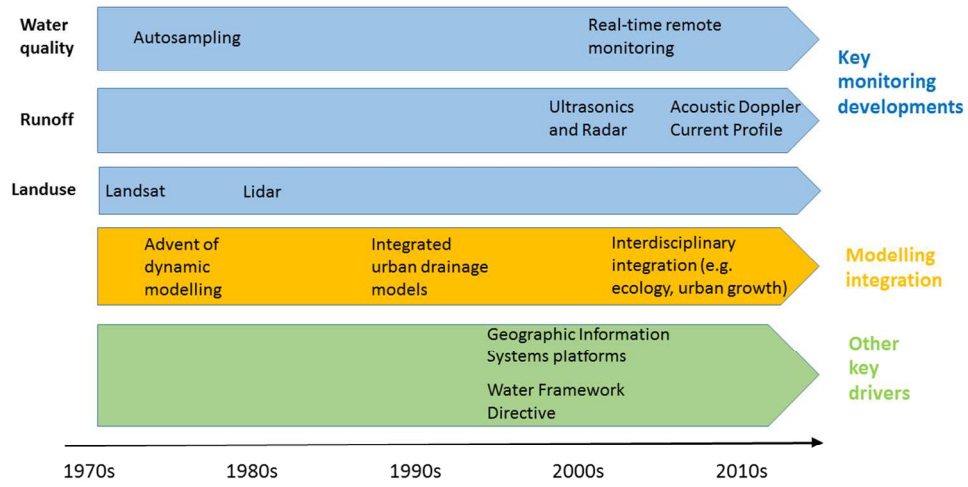 Water
quality
Autosampling
Real-time remote
monitoring
Key
monitoring
developments
Runoff
Ultrasonics
and Radar
Acoustic Doppler
Current Profile
Landuse
Landsat
Lidar
Advent of
dynamic
modelling
Integrated
urban drainage
models
Interdisciplinary
integration (e.g.
ecology, urban growth)
Modelling
integration
Geographic Information
Systems platforms
Water Framework
Directive
Other
key
drivers
1970s
1980s
1990s
2000s
2010s